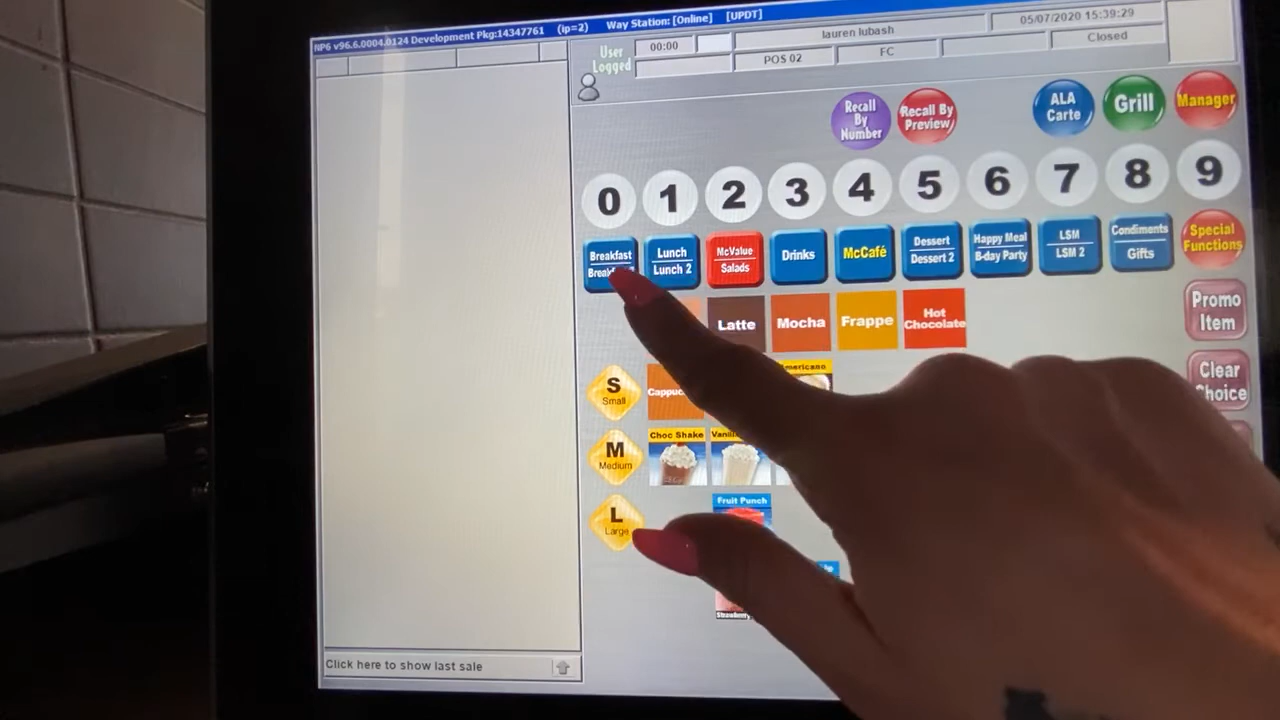 NP6 v96.6.0004.0124 Development Pkg:14347761 (ip=2) Way Station: [Online] [UPDT]
User
Logged
00:00
lauren lubash
05/07/2020 15:39:29
POS 02
FC
Closed
Recall
By
Number
Recall By
Preview
ALA
Carte
Grill
Manager
0 1 2 3 4 5 6 7 8 9
Breakfast
Lunch
Lunch 2
McValue
Salads
Drinks
McCafé
Dessert
Dessert 2
Happy Meal
B-day Party
LSM
LSM 2
Condiments
Gifts
Special
Functions
Latte
Mocha
Frappe
Hot
Chocolate
Promo
Item
S
Small
Clear
Choice
M
Medium
Choc Shake
L
Large
Fruit Punch
Click here to show last sale